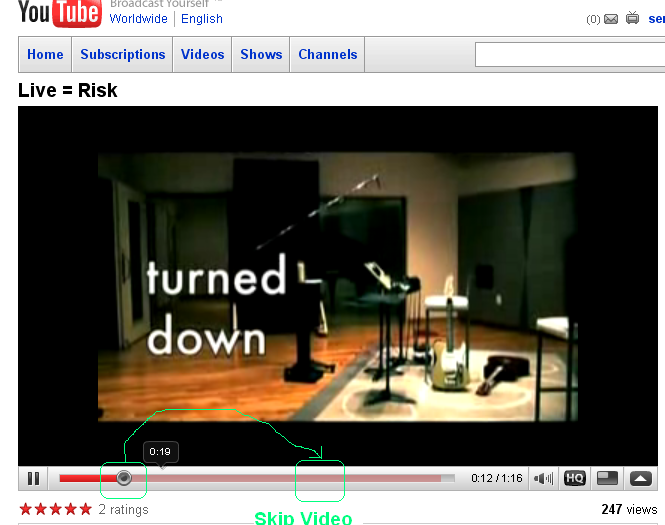 You Tube Broadcast Yourself ™
Worldwide English
(0)
Home Subscriptions Videos Shows Channels
Live = Risk
turned
down
0:19
0:12 / 1:16 HQ
2 ratings 247 views
Skip Video